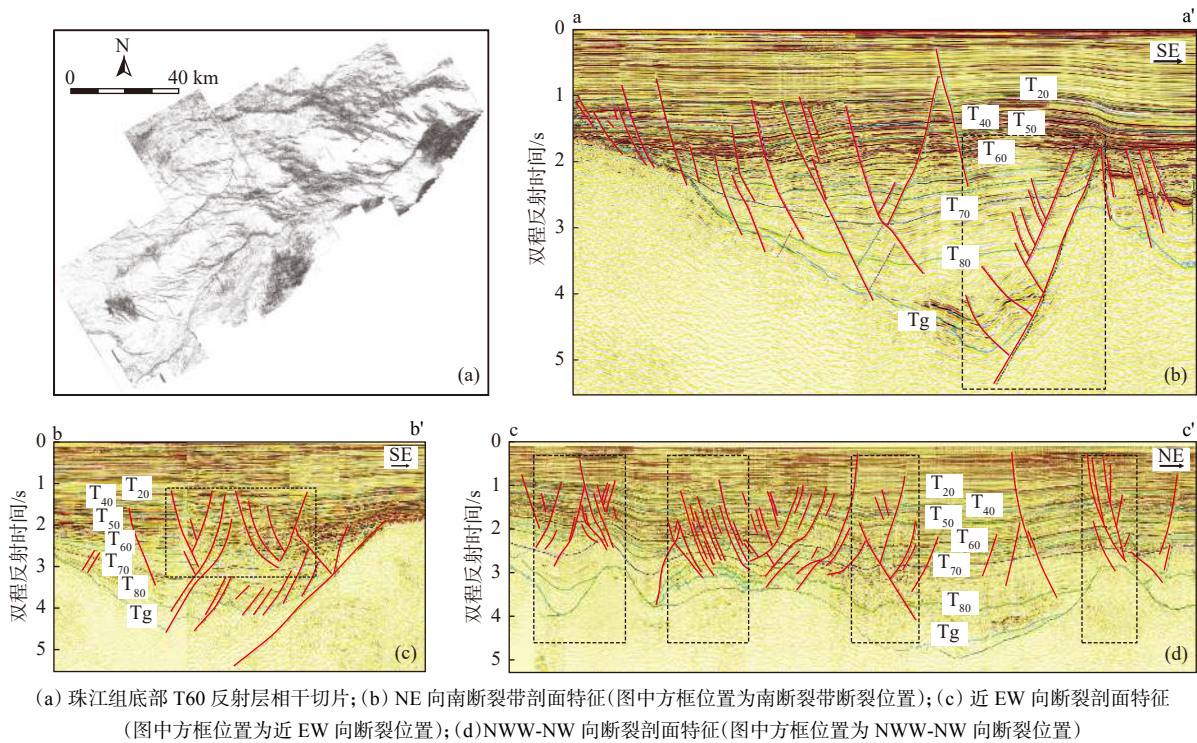 N
0 40 km
(a)
a a'
0
SE
1
T20
T40 T50
T60
2
T70
3
T80
4
Tg
5
双程反射时间/s
(b)
b b'
0
SE
1
T20
T40
T50
2
T60
3
T70
T80
4
Tg
5
双程反射时间/s
(c)
c c'
0
NE
1
T20
T40
T50
2
T60
T70
3
T80
4
Tg
5
双程反射时间/s
(d)
(a) 珠江组底部 T60 反射层相干切片; (b) NE 向南断裂带剖面特征(图中方框位置为南断裂带断裂位置); (c) 近 EW 向断裂剖面特征
(图中方框位置为近 EW 向断裂位置); (d)NWW-NW 向断裂剖面特征(图中方框位置为 NWW-NW 向断裂位置)